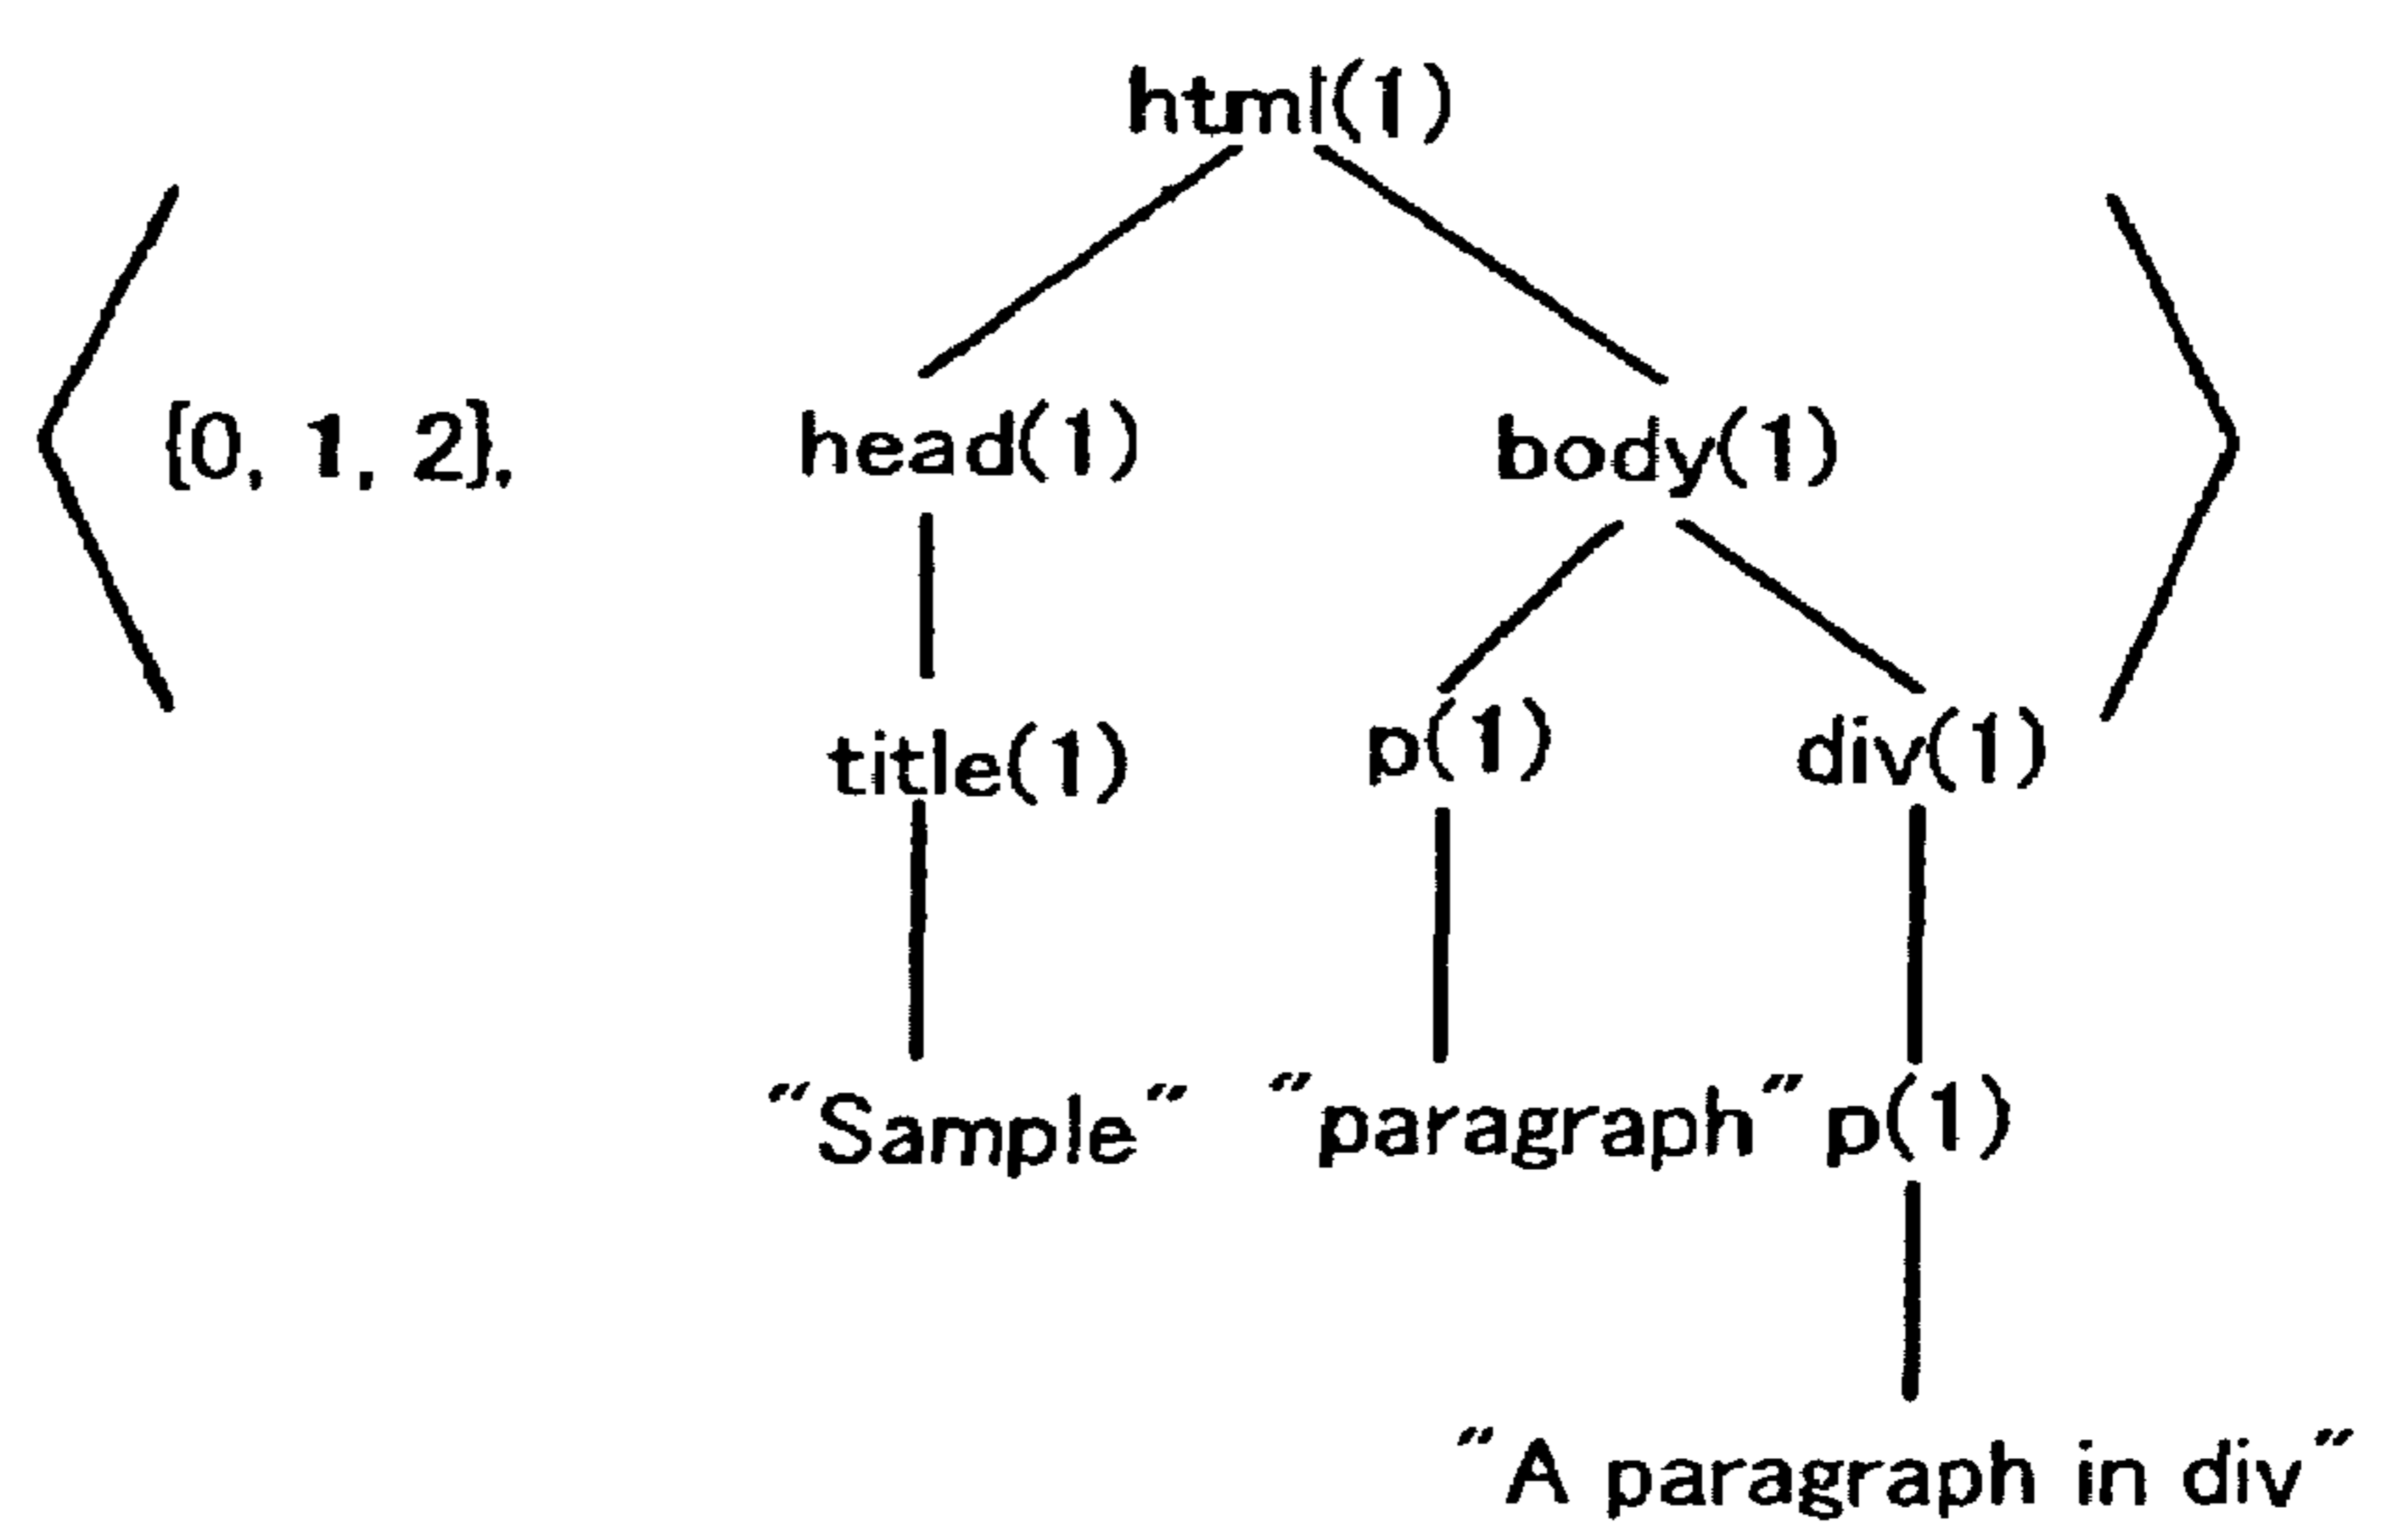 html(1)
{0, 1, 2},
head(1)
body(1)
title(1)
p(1)
div(1)
“Sample”
“paragraph”
p(1)
“A paragraph in div”